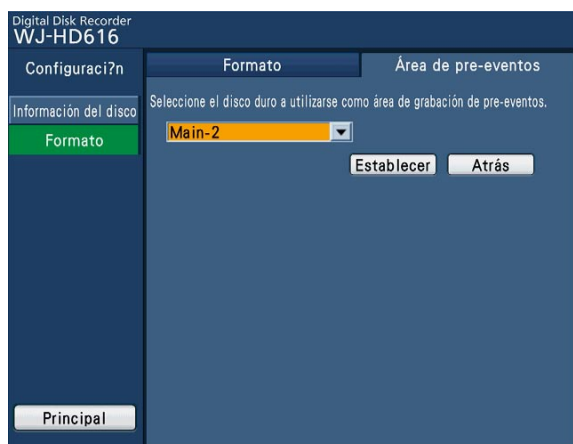 Digital Disk Recorder
WJ-HD616
Configuraci?n
Formato
Área de pre-eventos
Información del disco
Formato
Seleccione el disco duro a utilizarse como área de grabación de pre-eventos.
Main-2
Establecer
Atrás
Principal